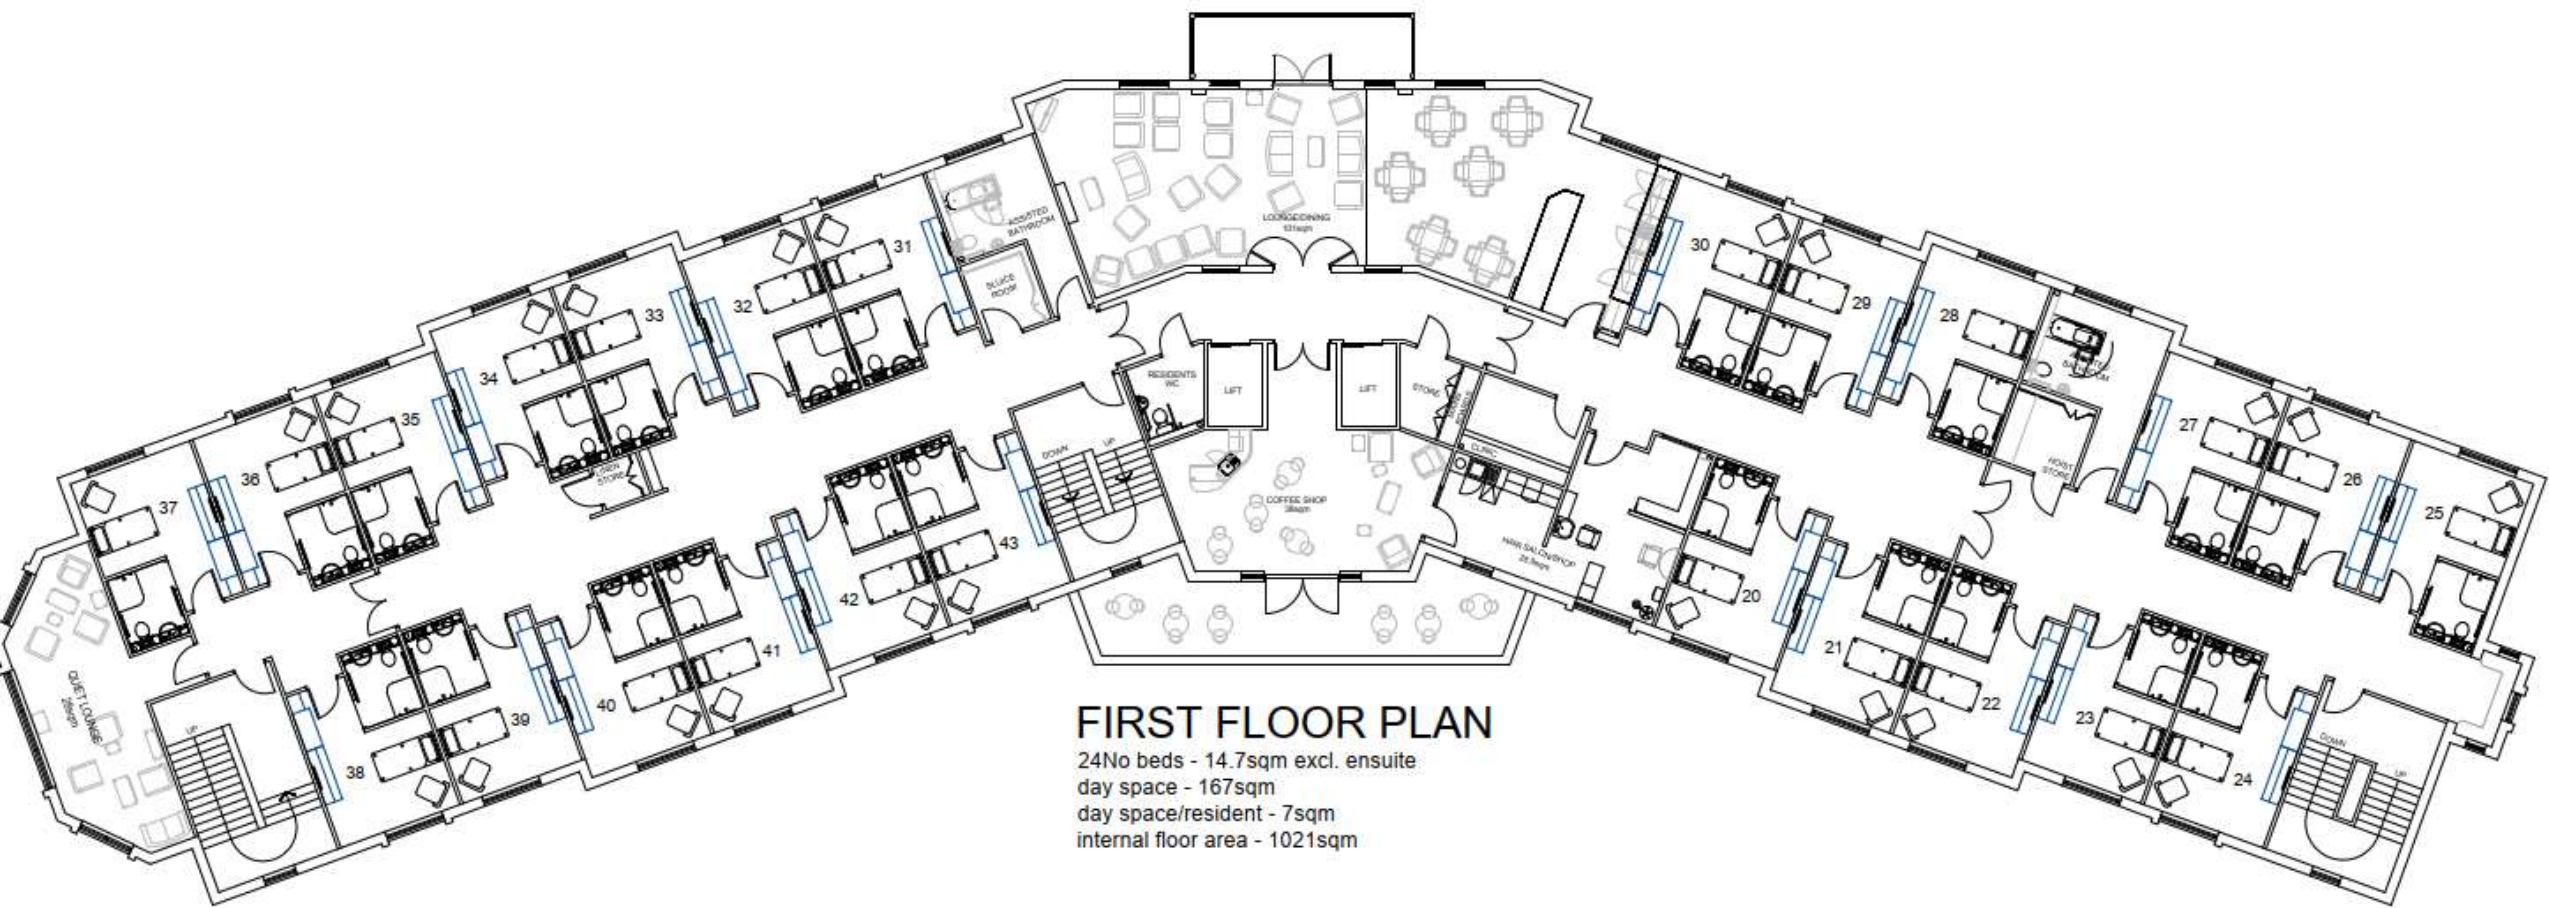 LOUNGE/DINING
101sqm
ASSISTED
BATHROOM
SLUICE
ROOM
31
32
33
34
35
36
37
30
29
28
27
26
25
HOIST
STORE
RESIDENTS
WC
LIFT
LIFT
STORE
CLINIC
DOWN
UP
COFFEE SHOP
38sqm
HAIR SALON/SHOP
LINEN
STORE
QUIET LOUNGE
28sqm
UP
38
39
40
41
42
43
20
21
22
23
24
DOWN
UP
FIRST FLOOR PLAN
24No beds - 14.7sqm excl. ensuite
day space - 167sqm
day space/resident - 7sqm
internal floor area - 1021sqm